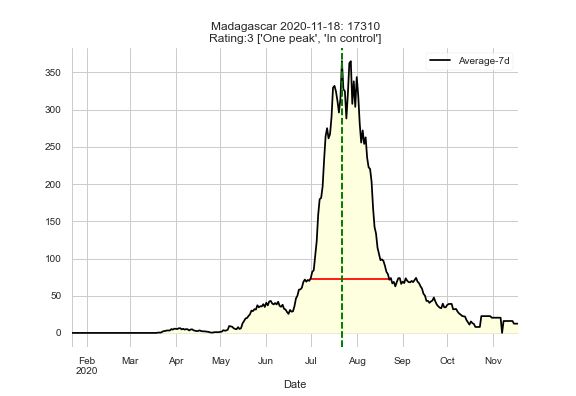 Madagascar 2020-11-18: 17310
Rating:3 ['One peak', 'In control']
Average-7d
350
300
250
200
150
100
50
0
Feb Mar Apr May Jun Jul Aug Sep Oct Nov
2020
Date